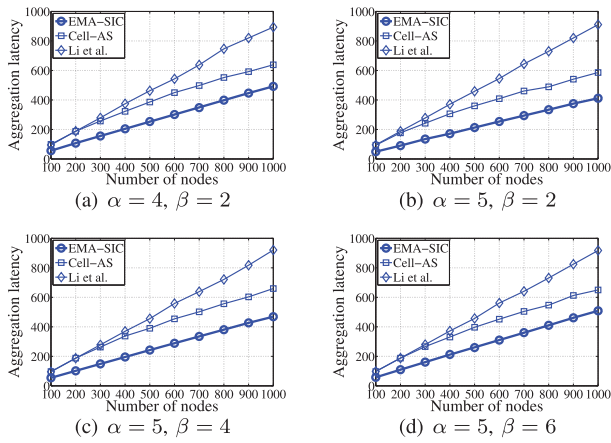 1000
800
600
400
200
0
Aggregation latency
EMA-SIC
Cell-AS
Li et al.
100 200 300 400 500 600 700 800 900 1000
Number of nodes
(a) α = 4, β = 2
1000
800
600
400
200
0
Aggregation latency
EMA-SIC
Cell-AS
Li et al.
100 200 300 400 500 600 700 800 900 1000
Number of nodes
(b) α = 5, β = 2
1000
800
600
400
200
0
Aggregation latency
EMA-SIC
Cell-AS
Li et al.
100 200 300 400 500 600 700 800 900 1000
Number of nodes
(c) α = 5, β = 4
1000
800
600
400
200
0
Aggregation latency
EMA-SIC
Cell-AS
Li et al.
100 200 300 400 500 600 700 800 900 1000
Number of nodes
(d) α = 5, β = 6